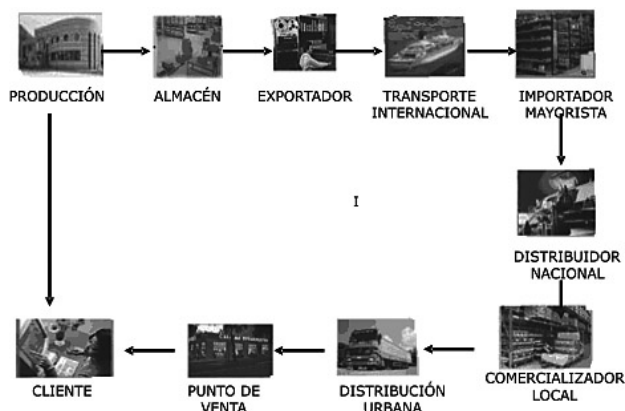 PRODUCCIÓN
ALMACÉN
EXPORTADOR
TRANSPORTE
INTERNACIONAL
IMPORTADOR
MAYORISTA
I
DISTRIBUIDOR
NACIONAL
CLIENTE
PUNTO DE
VENTA
DISTRIBUCIÓN
URBANA
COMERCIALIZADOR
LOCAL